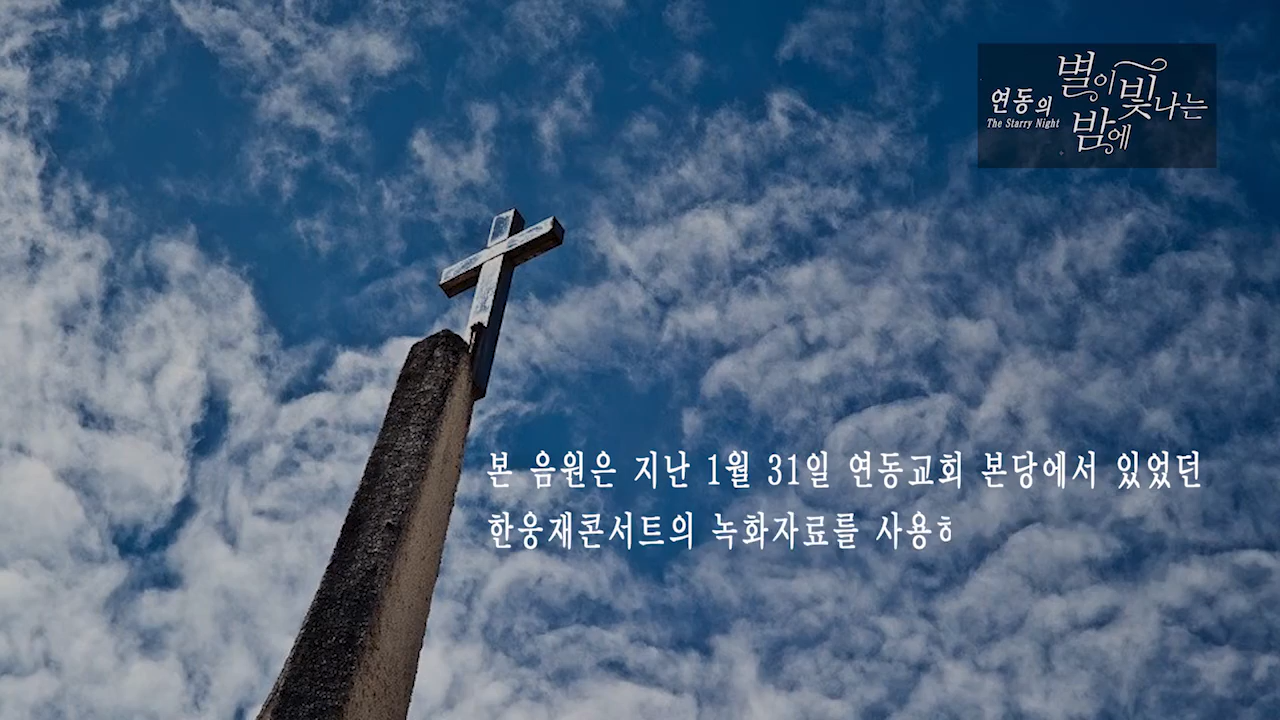 연동의 별이 빛나는 밤에
The Starry Night
본 음원은 지난 1월 31일 연동교회 본당에서 있었던
한웅재콘서트의 녹화자료를 사용ㅎ